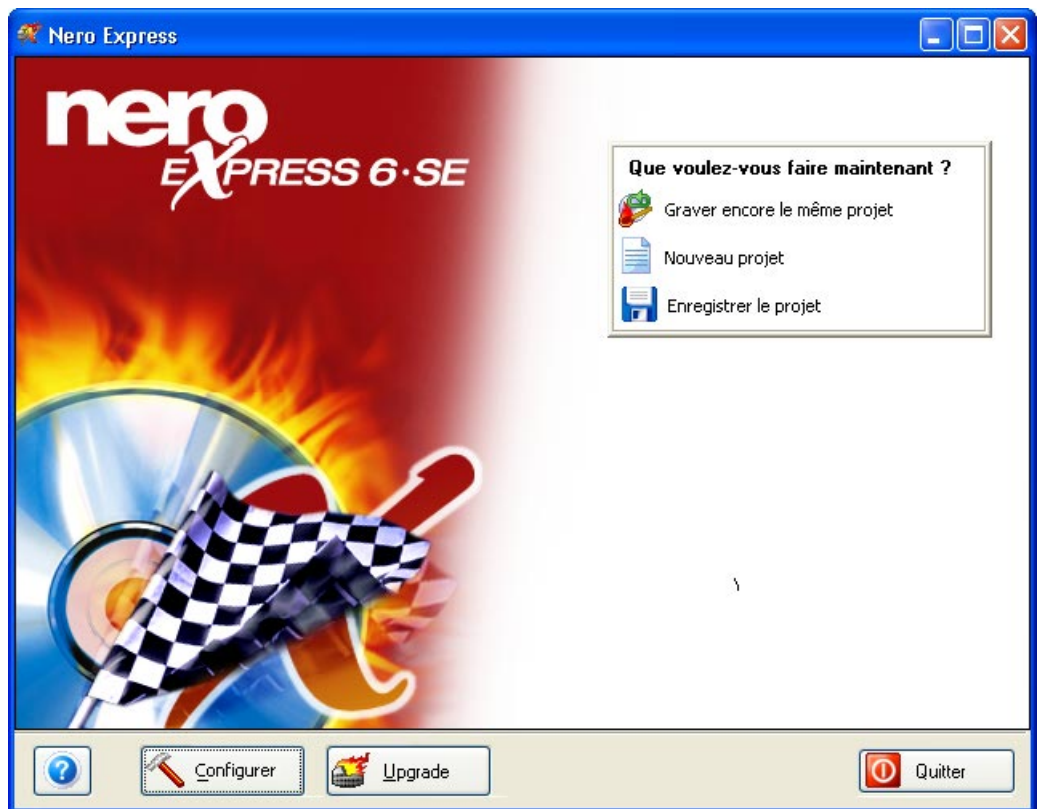 Nero Express
nero
EXPRESS 6·SE
Que voulez-vous faire maintenant ?
Graver encore le même projet
Nouveau projet
Enregistrer le projet
?
Configurer
Upgrade
Quitter